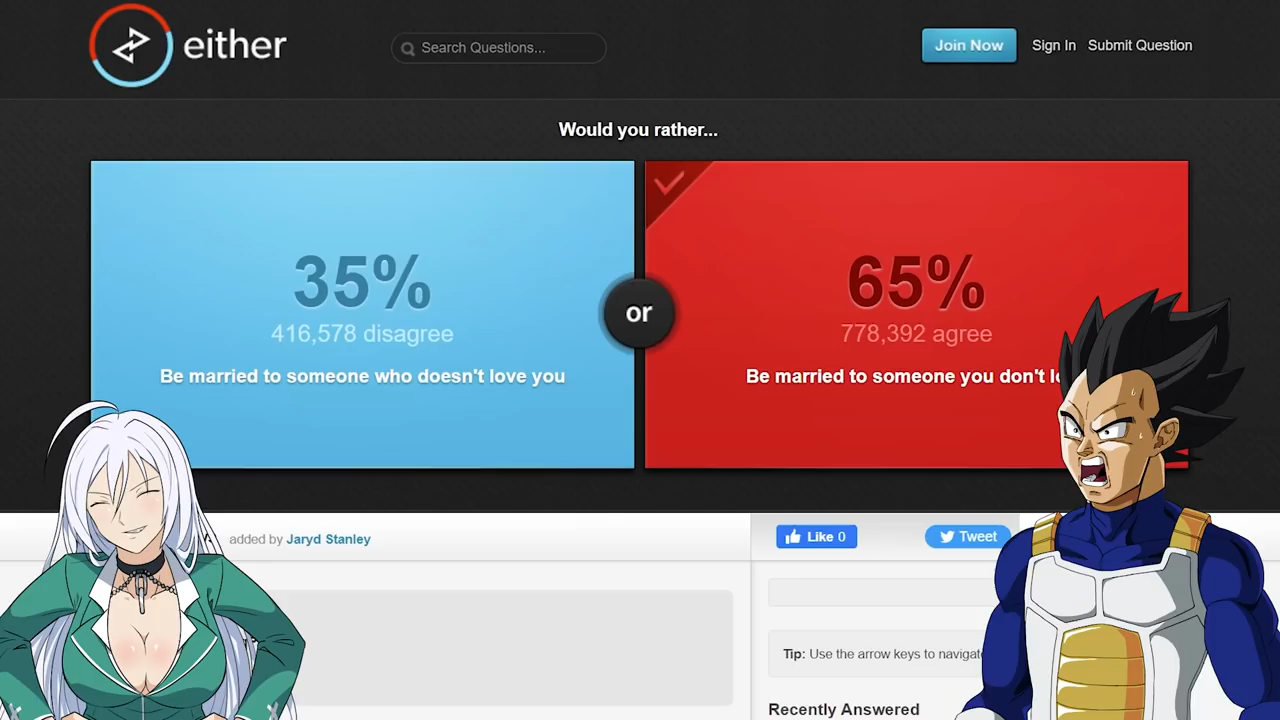 either
Search Questions...
Join Now
Sign In
Submit Question
Would you rather...
35%
416,578 disagree
Be married to someone who doesn't love you
or
65%
778,392 agree
Be married to someone you don't
added by Jaryd Stanley
Like 0
Tweet
Tip: Use the arrow keys to
Recently Answered